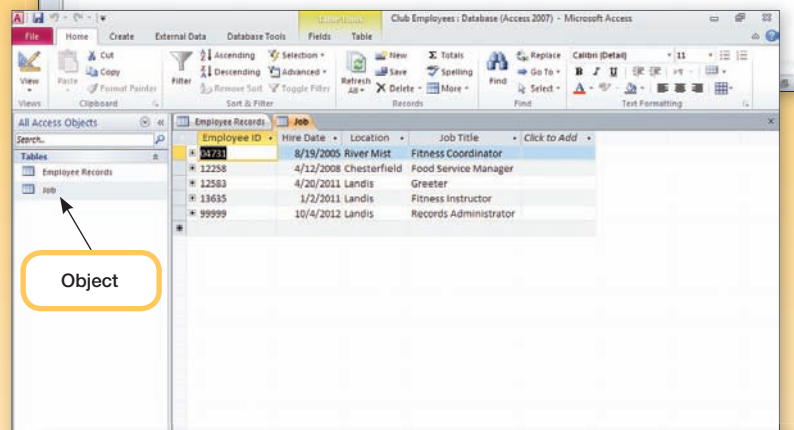 A
Table Tools
Club Employees : Database (Access 2007) - Microsoft Access
File Home Create External Data Database Tools Fields Table
View
Paste
Cut
Copy
Format Painter
Filter
Ascending
Descending
Remove Sort
Selection
Advanced
Toggle Filter
Refresh All
New
Save
Delete
Totals
Spelling
More
Find
Replace
Go To
Select
Calibri (Detail) 11
B I U
A
Views Clipboard Sort & Filter Records Find Text Formatting
All Access Objects
Search..
Tables
Employee Records
Job
Employee Records Job
Employee ID Hire Date Location Job Title Click to Add
04731 8/19/2005 River Mist Fitness Coordinator
12258 4/12/2008 Chesterfield Food Service Manager
12583 4/20/2011 Landis Greeter
13635 1/2/2011 Landis Fitness Instructor
99999 10/4/2012 Landis Records Administrator
Object